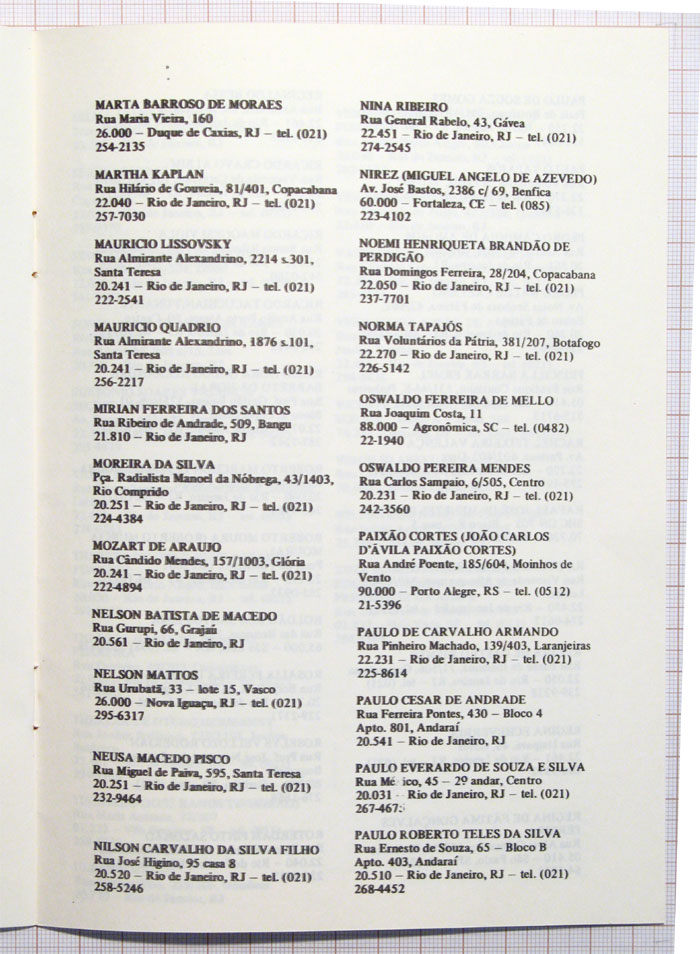 MARTA BARROSO DE MORAES
Rua Maria Vieira, 160
26.000 – Duque de Caxias, RJ – tel. (021)
254-2135
MARTHA KAPLAN
Rua Hilário de Gouveia, 81/401, Copacabana
22.040 – Rio de Janeiro, RJ – tel. (021)
257-7030
MAURICIO LISSOVSKY
Rua Almirante Alexandrino, 2214 s.301,
Santa Teresa
20.241 – Rio de Janeiro, RJ – tel. (021)
222-2541
MAURICIO QUADRIO
Rua Almirante Alexandrino, 1876 s.101,
Santa Teresa
20.241 – Rio de Janeiro, RJ – tel. (021)
256-2217
MIRIAN FERREIRA DOS SANTOS
Rua Ribeiro de Andrade, 509, Bangu
21.810 – Rio de Janeiro, RJ
MOREIRA DA SILVA
Pça. Radialista Manoel da Nóbrega, 43/1403,
Rio Comprido
20.251 – Rio de Janeiro, RJ – tel. (021)
224-4384
MOZART DE ARAUJO
Rua Cândido Mendes, 157/1003, Glória
20.241 – Rio de Janeiro, RJ – tel. (021)
222-4894
NELSON BATISTA DE MACEDO
Rua Gurupi, 66, Grajaú
20.561 – Rio de Janeiro, RJ
NELSON MATTOS
Rua Urubatã, 33 – lote 15, Vasco
26.000 – Nova Iguaçu, RJ – tel. (021)
295-6317
NEUSA MACEDO PISCO
Rua Miguel de Paiva, 595, Santa Teresa
20.251 – Rio de Janeiro, RJ – tel. (021)
232-9464
NILSON CARVALHO DA SILVA FILHO
Rua José Higino, 95 casa 8
20.520 – Rio de Janeiro, RJ – tel. (021)
258-5246
NINA RIBEIRO
Rua General Rabelo, 43, Gávea
22.451 – Rio de Janeiro, RJ – tel. (021)
274-2545
NIREZ (MIGUEL ANGELO DE AZEVEDO)
Av. José Bastos, 2386 c/ 69, Benfica
60.000 – Fortaleza, CE – tel. (085)
223-4102
NOEMI HENRIQUETA BRANDÃO DE
PERDIGÃO
Rua Domingos Ferreira, 28/204, Copacabana
22.050 – Rio de Janeiro, RJ – tel. (021)
237-7701
NORMA TAPAJÓS
Rua Voluntários da Pátria, 381/207, Botafogo
22.270 – Rio de Janeiro, RJ – tel. (021)
226-5142
OSWALDO FERREIRA DE MELLO
Rua Joaquim Costa, 11
88.000 – Agronômica, SC – tel. (0482)
22-1940
OSWALDO PEREIRA MENDES
Rua Carlos Sampaio, 6/505, Centro
20.231 – Rio de Janeiro, RJ – tel. (021)
242-3560
PAIXÃO CORTES (JOÃO CARLOS
D'ÁVILA PAIXÃO CORTES)
Rua André Poente, 185/604, Moinhos de
Vento
90.000 – Porto Alegre, RS – tel. (0512)
21-5396
PAULO DE CARVALHO ARMANDO
Rua Pinheiro Machado, 139/403, Laranjeiras
22.231 – Rio de Janeiro, RJ – tel. (021)
225-8614
PAULO CESAR DE ANDRADE
Rua Ferreira Pontes, 430 – Bloco 4
Apto. 801, Andaraí
20.541 – Rio de Janeiro, RJ
PAULO EVERARDO DE SOUZA E SILVA
Rua 45 – 29 andar, Centro
20.031 – Rio de Janeiro, RJ – tel. (021)
PAULO ROBERTO TELES DA SILVA
Rua Ernesto de Souza, 65 – Bloco B
Apto. 403, Andaraí
20.510 – Rio de Janeiro, RJ – tel. (021)
268-4452